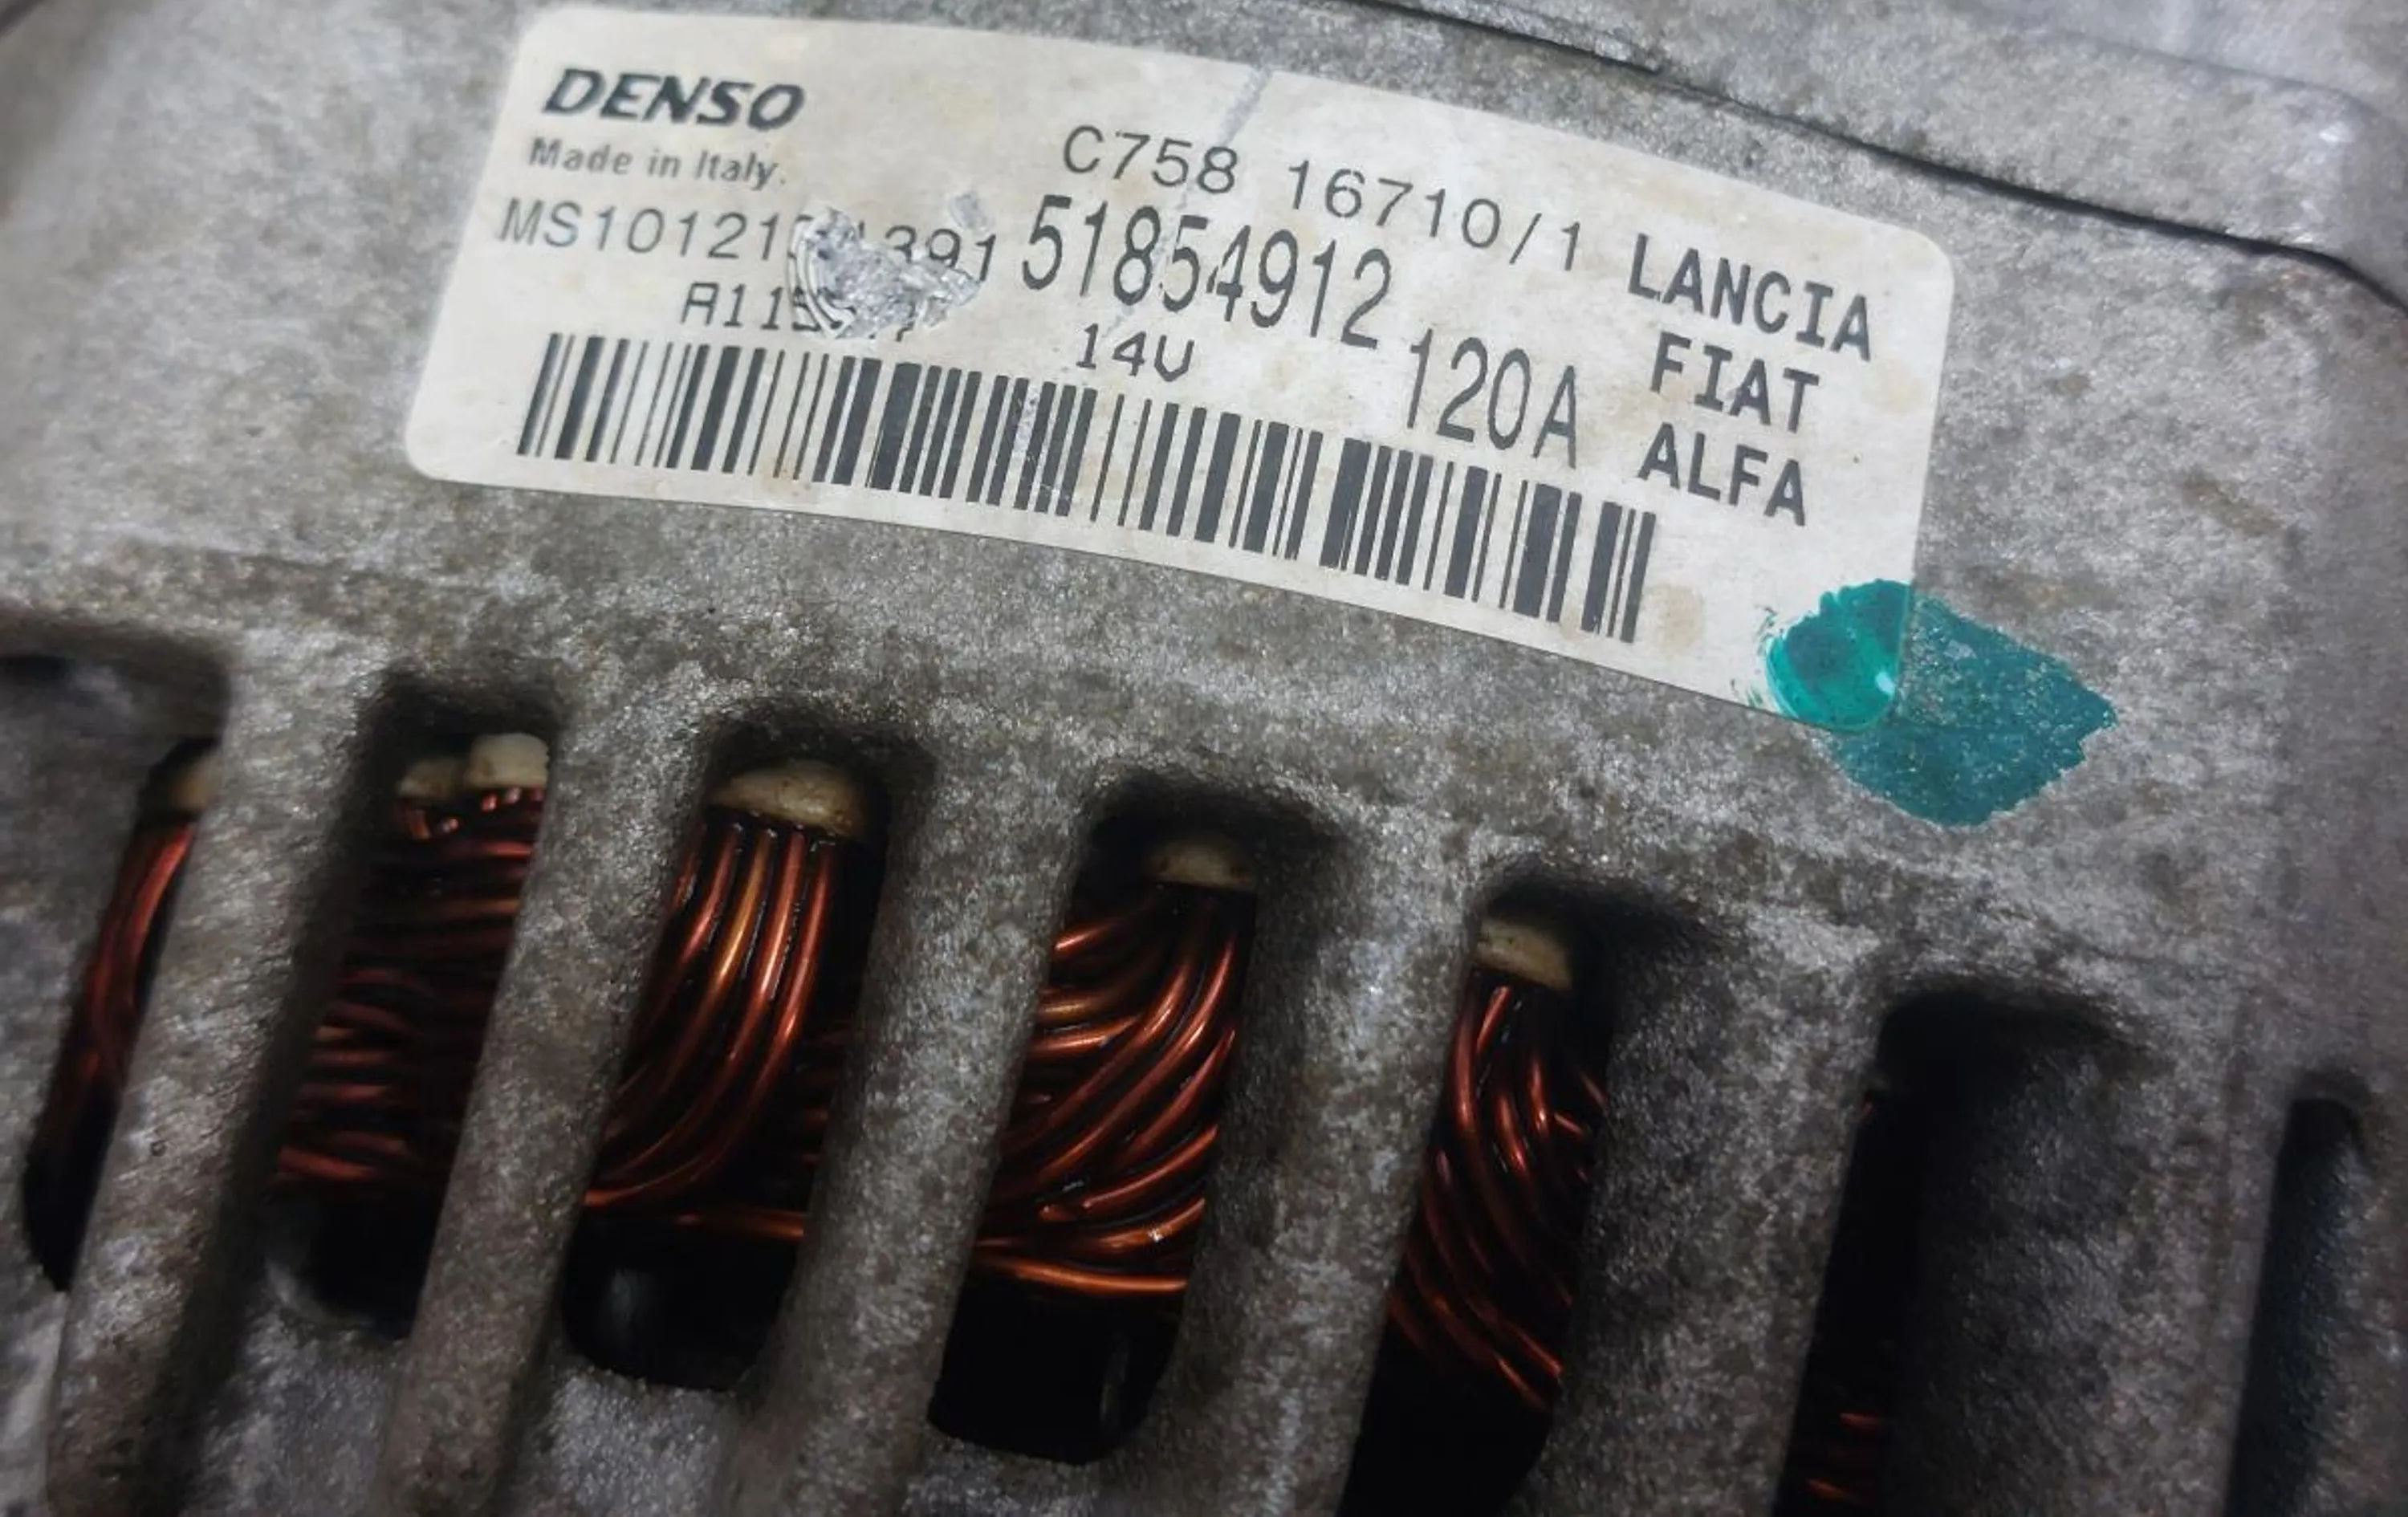 DENSO
Made in Italy.
C758 16710/1
51854912
14V
120A
LANCIA
FIAT
ALFA